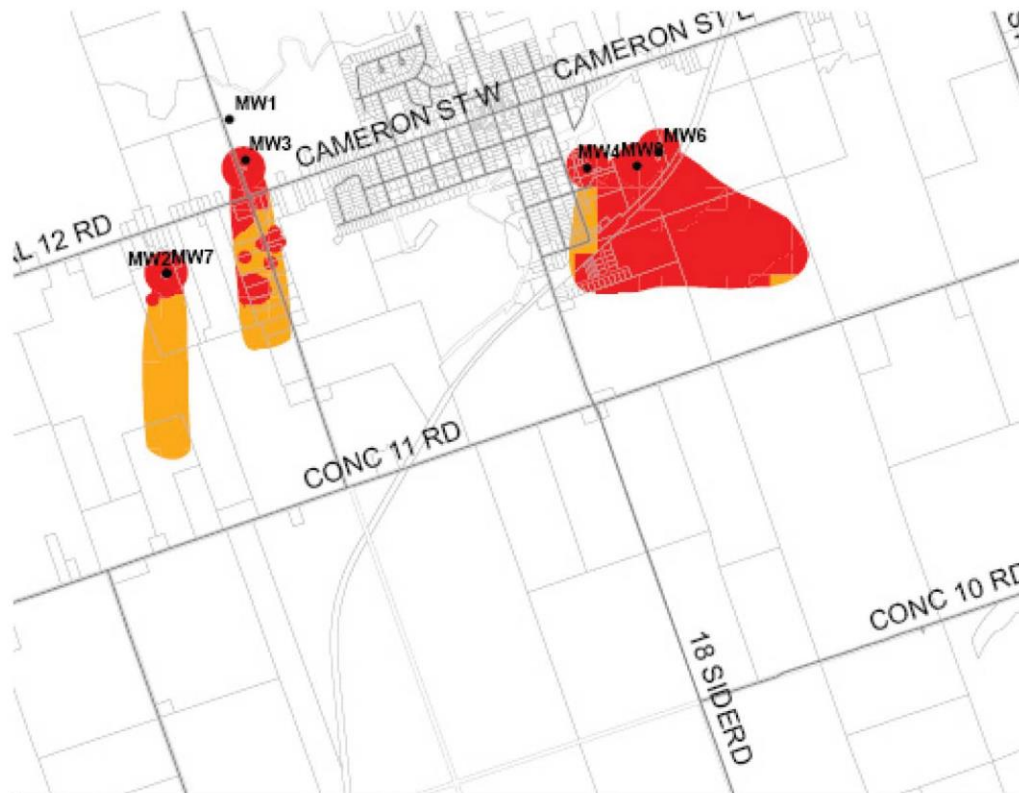 CAMERON ST E
CAMERON ST W
MW1
MW3
MW6
MW4
AL 12 RD
MW2
MW7
CONC 11 RD
CONC 10 RD
18 SIDERD